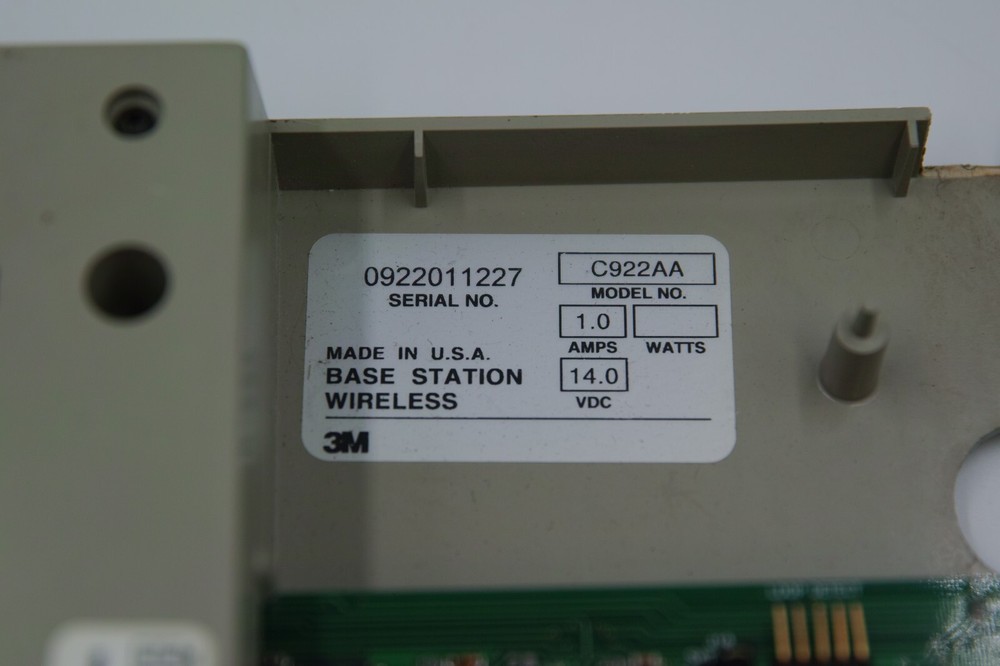 0922011227
SERIAL NO.
C922AA
MODEL NO.
1.0
AMPS WATTS
MADE IN U.S.A.
BASE STATION
WIRELESS
14.0
VDC
3M